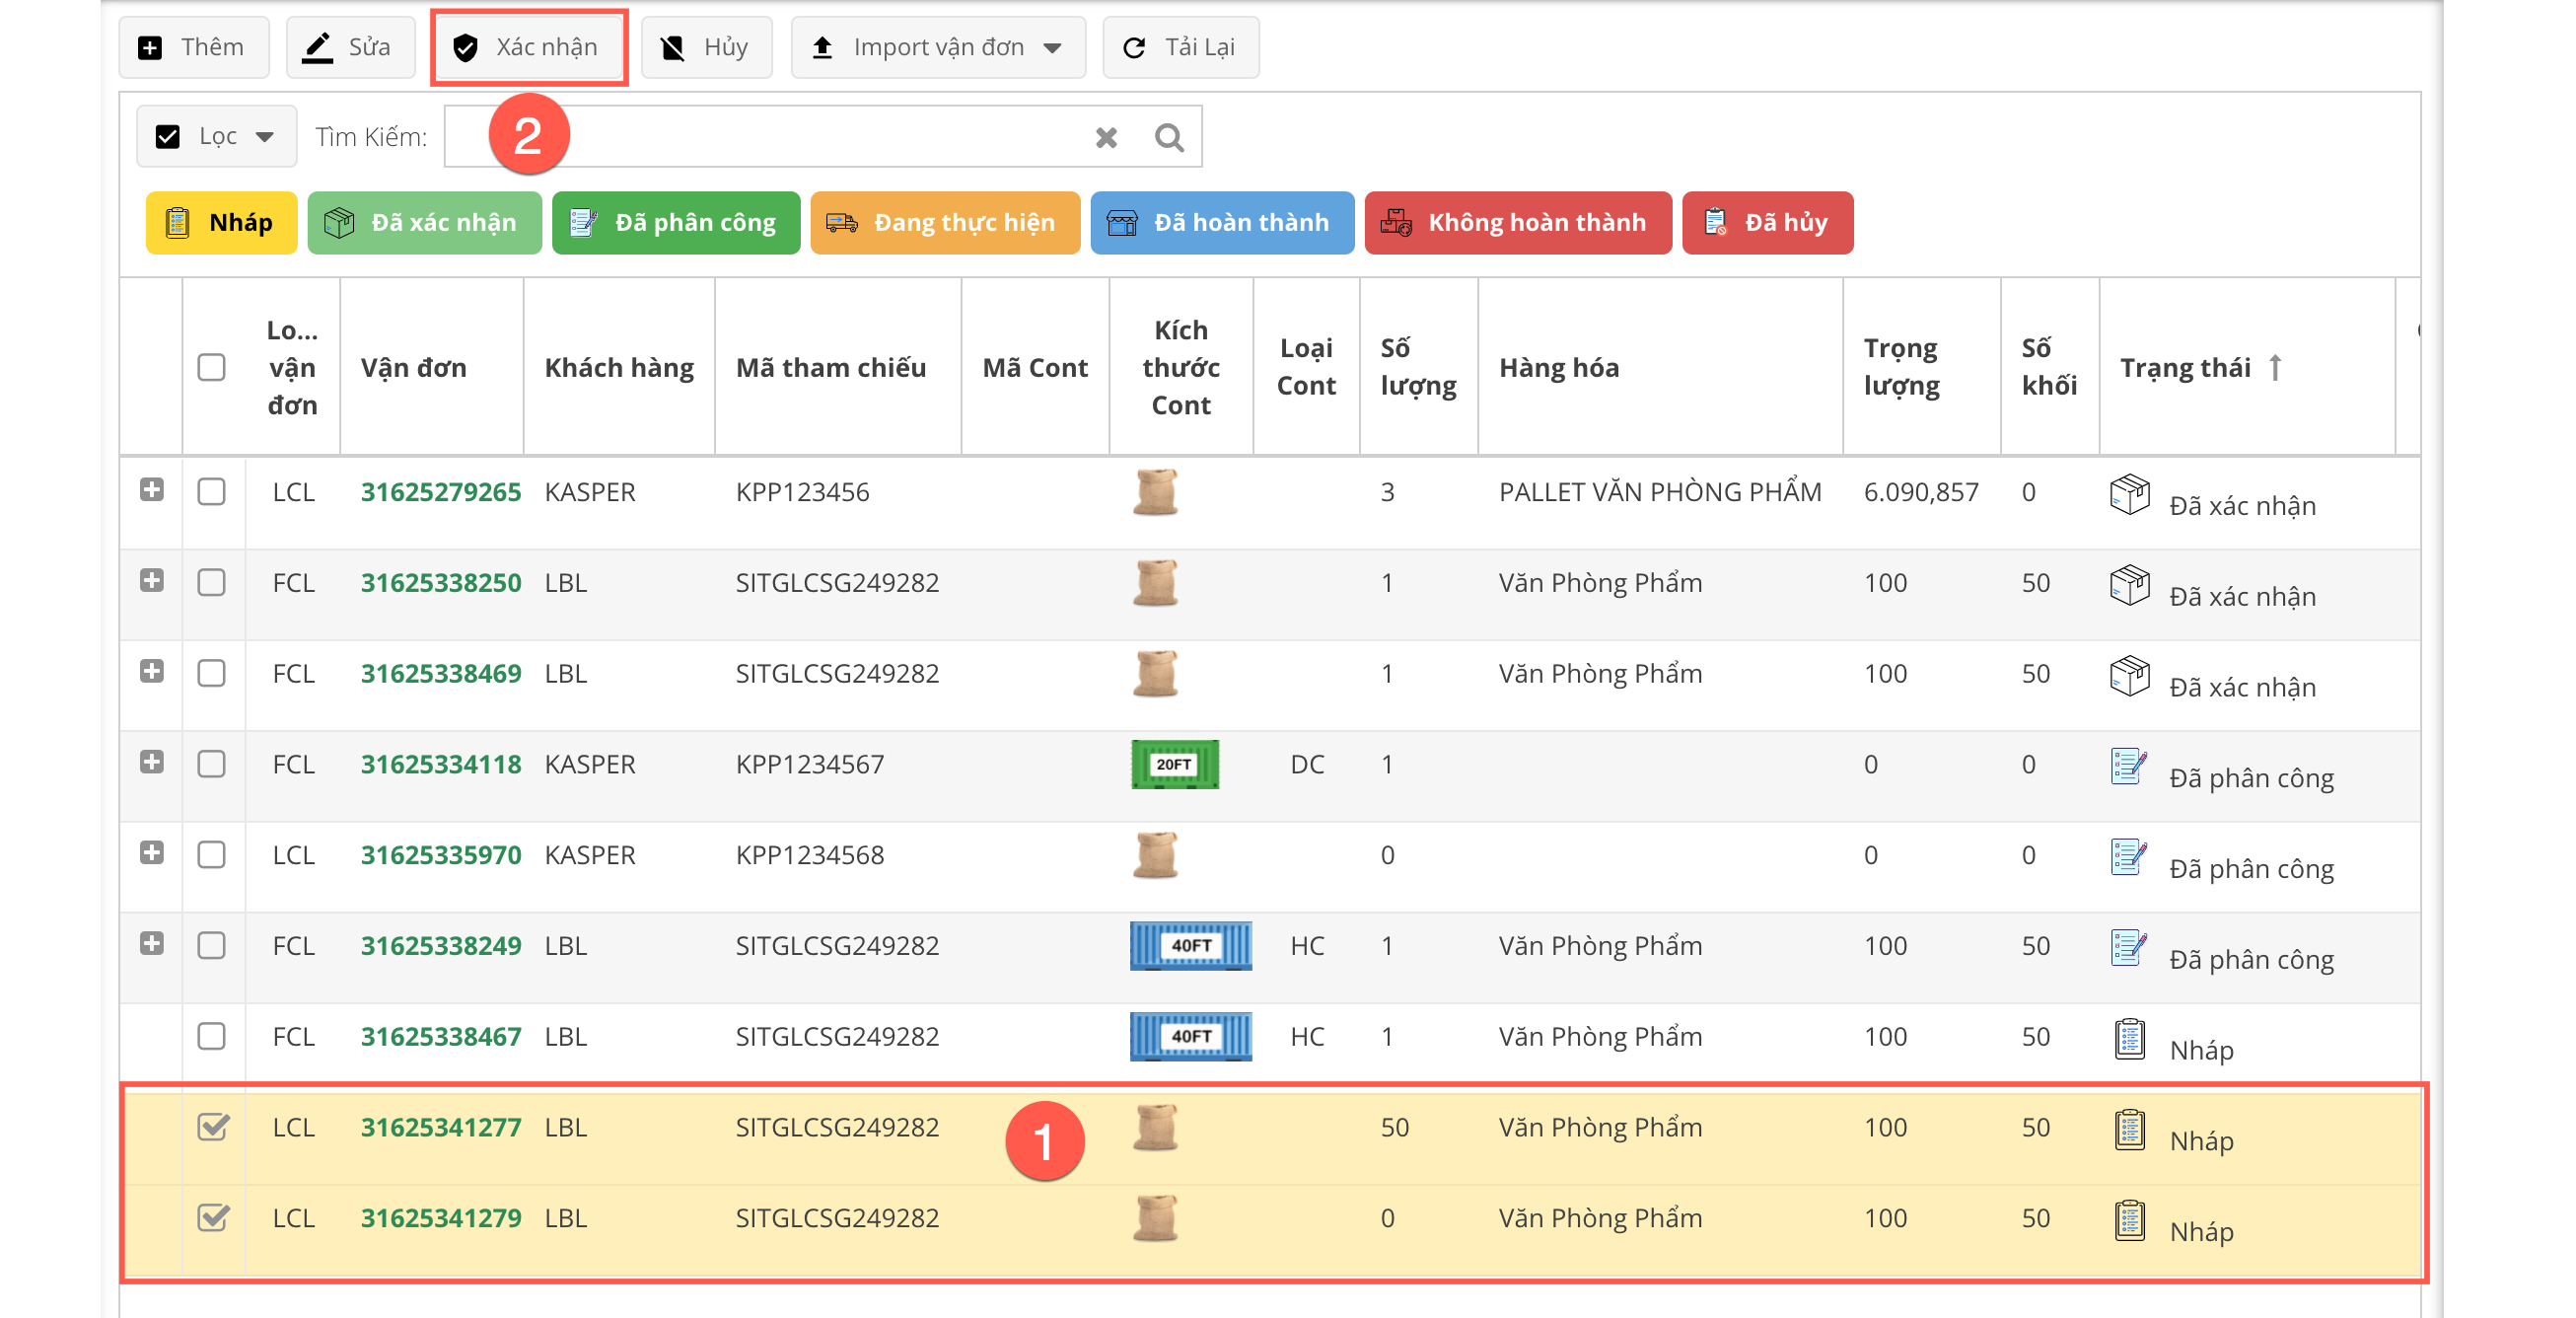 Thêm Sửa Xác nhận Hủy Import vận đơn Tải Lại
Lọc Tìm Kiếm: 2
Nháp Đã xác nhận Đã phân công Đang thực hiện Đã hoàn thành Không hoàn thành Đã hủy
Lo... vận đơn Vận đơn Khách hàng Mã tham chiếu Mã Cont Kích thước Cont Loại Cont Số lượng Hàng hóa Trọng lượng Số khối Trạng thái
LCL 31625279265 KASPER KPP123456 3 PALLET VĂN PHÒNG PHẨM 6.090,857 0 Đã xác nhận
FCL 31625338250 LBL SITGLCSG249282 1 Văn Phòng Phẩm 100 50 Đã xác nhận
FCL 31625338469 LBL SITGLCSG249282 1 Văn Phòng Phẩm 100 50 Đã xác nhận
FCL 31625334118 KASPER KPP1234567 20FT DC 1 0 0 Đã phân công
LCL 31625335970 KASPER KPP1234568 0 0 0 Đã phân công
FCL 31625338249 LBL SITGLCSG249282 40FT HC 1 Văn Phòng Phẩm 100 50 Đã phân công
FCL 31625338467 LBL SITGLCSG249282 40FT HC 1 Văn Phòng Phẩm 100 50 Nháp
LCL 31625341277 LBL SITGLCSG249282 1 50 Văn Phòng Phẩm 100 50 Nháp
LCL 31625341279 LBL SITGLCSG249282 0 Văn Phòng Phẩm 100 50 Nháp